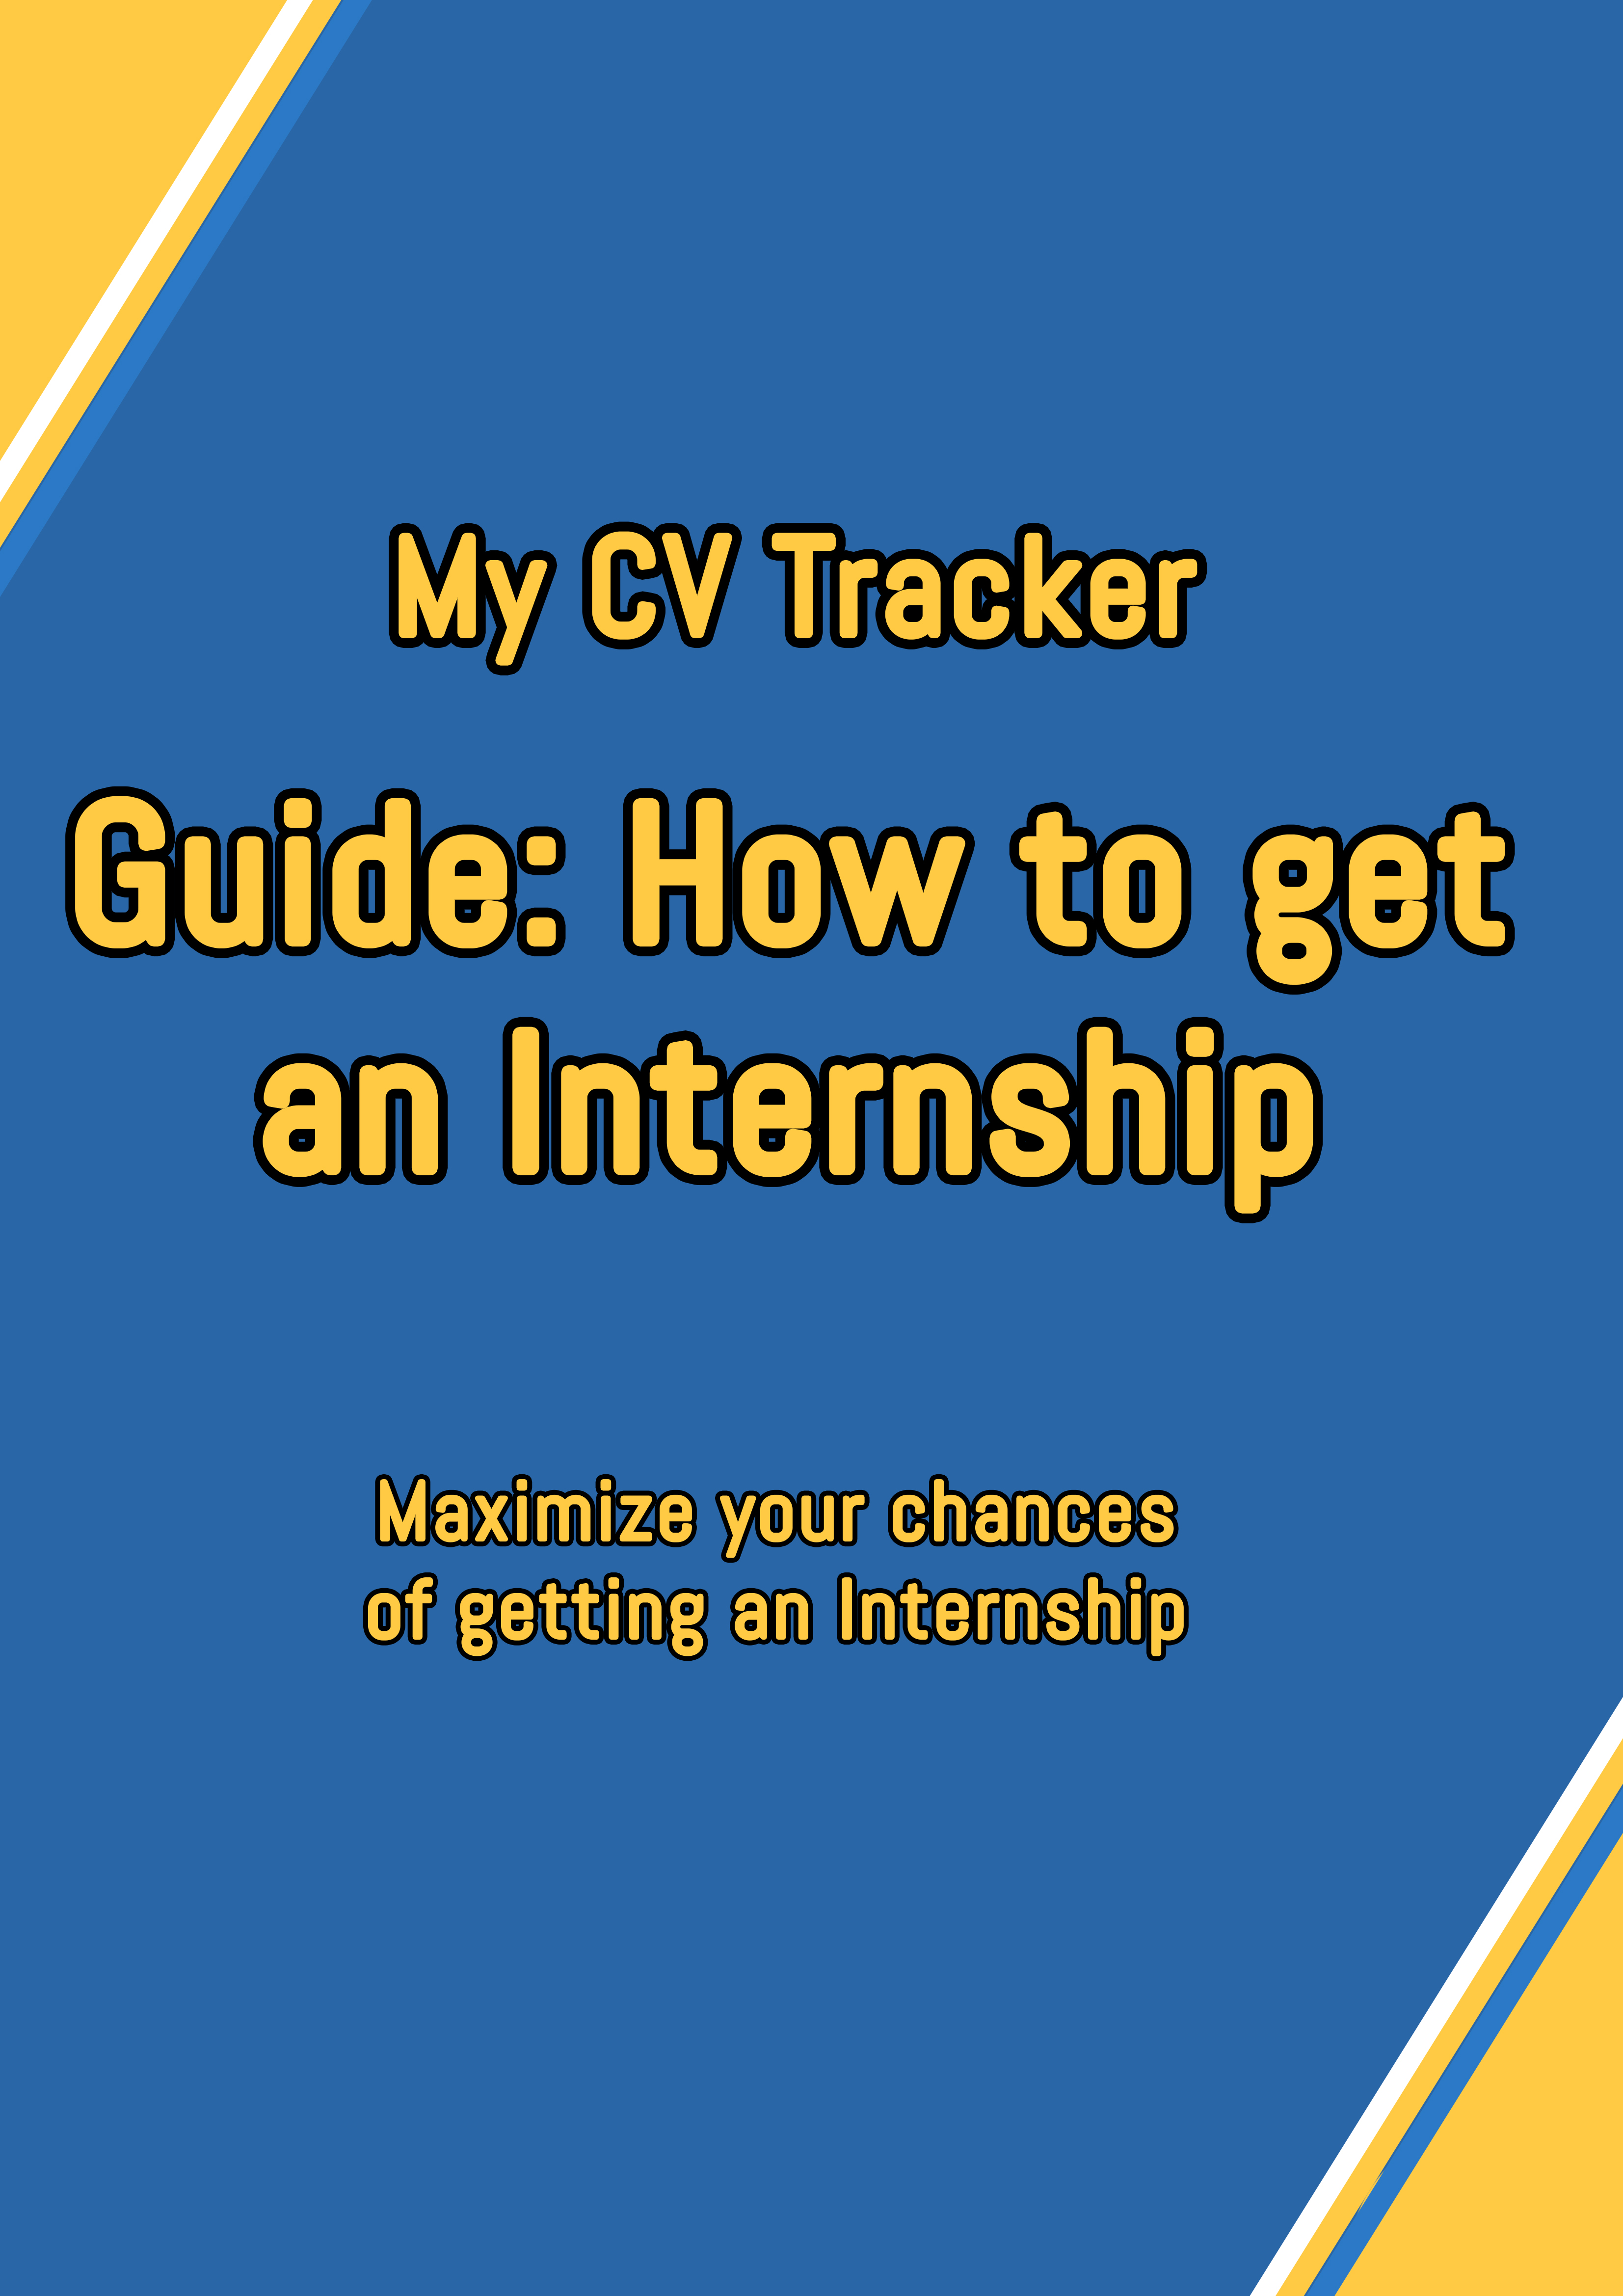 My CV Tracker
Guide: How to get
an Internship
Maximize your chances
of getting an Internship